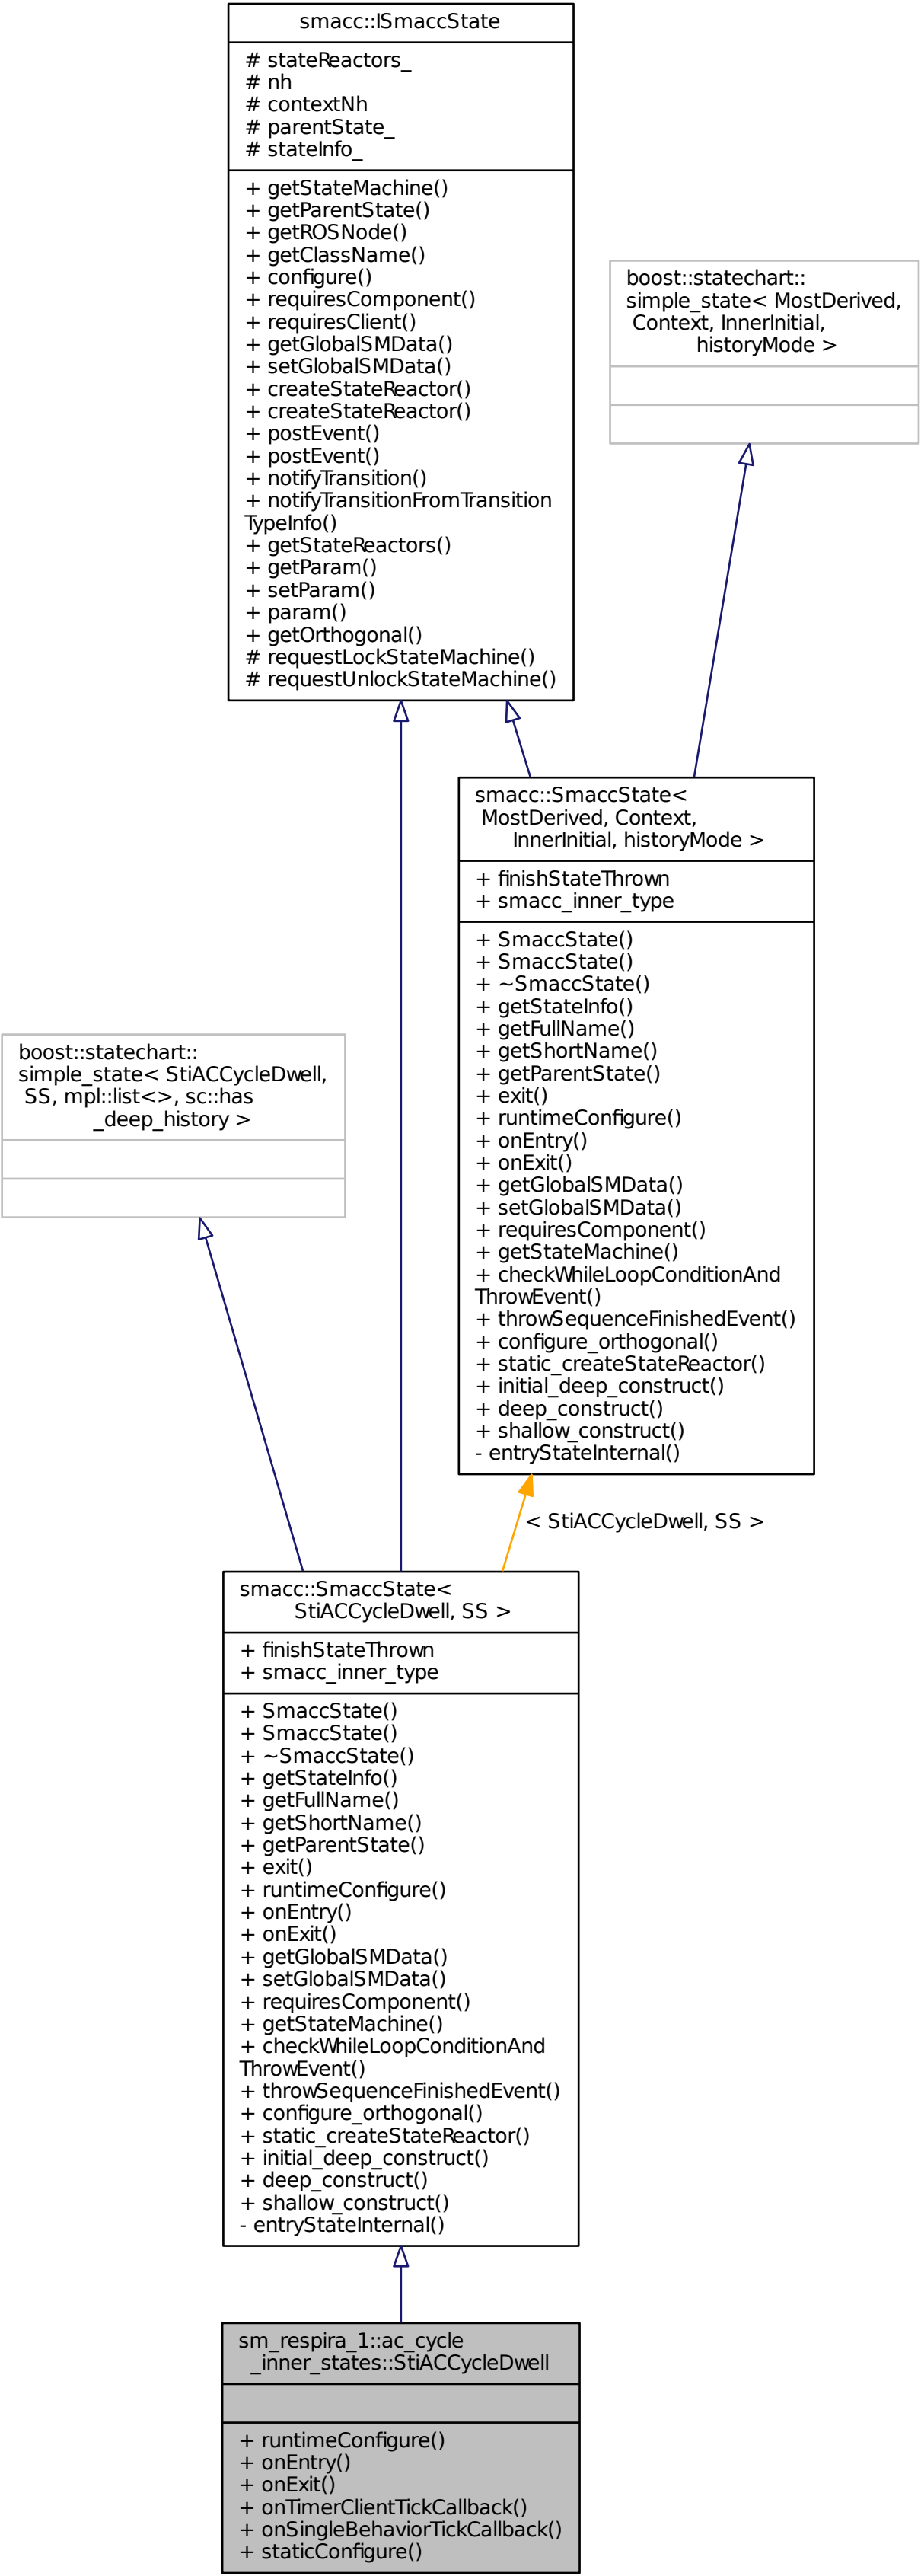 smacc::ISmaccState
# stateReactors_
# nh
# contextNh
# parentState_
# stateInfo_
+ getStateMachine()
+ getParentState()
+ getROSNode()
+ getClassName()
+ configure()
+ requiresComponent()
+ requiresClient()
+ getGlobalSMData()
+ setGlobalSMData()
+ createStateReactor()
+ createStateReactor()
+ postEvent()
+ postEvent()
+ notifyTransition()
+ notifyTransitionFromTransition
TypeInfo()
+ getStateReactors()
+ getParam()
+ setParam()
+ param()
+ getOrthogonal()
# requestLockStateMachine()
# requestUnlockStateMachine()
boost::statechart::
simple_state< MostDerived,
Context, InnerInitial,
historyMode >
smacc::SmaccState<
MostDerived, Context,
InnerInitial, historyMode >
+ finishStateThrown
+ smacc_inner_type
+ SmaccState()
+ SmaccState()
+ ~SmaccState()
+ getStateInfo()
+ getFullName()
+ getShortName()
+ getParentState()
+ exit()
+ runtimeConfigure()
+ onEntry()
+ onExit()
+ getGlobalSMData()
+ setGlobalSMData()
+ requiresComponent()
+ getStateMachine()
+ checkWhileLoopConditionAnd
ThrowEvent()
+ throwSequenceFinishedEvent()
+ configure_orthogonal()
+ static_createStateReactor()
+ initial_deep_construct()
+ deep_construct()
+ shallow_construct()
- entryStateInternal()
boost::statechart::
simple_state< StiACCycleDwell,
SS, mpl::list<>, sc::has
_deep_history >
< StiACCycleDwell, SS >
smacc::SmaccState<
StiACCycleDwell, SS >
+ finishStateThrown
+ smacc_inner_type
+ SmaccState()
+ SmaccState()
+ ~SmaccState()
+ getStateInfo()
+ getFullName()
+ getShortName()
+ getParentState()
+ exit()
+ runtimeConfigure()
+ onEntry()
+ onExit()
+ getGlobalSMData()
+ setGlobalSMData()
+ requiresComponent()
+ getStateMachine()
+ checkWhileLoopConditionAnd
ThrowEvent()
+ throwSequenceFinishedEvent()
+ configure_orthogonal()
+ static_createStateReactor()
+ initial_deep_construct()
+ deep_construct()
+ shallow_construct()
- entryStateInternal()
sm_respira_1::ac_cycle
_inner_states::StiACCycleDwell
+ runtimeConfigure()
+ onEntry()
+ onExit()
+ onTimerClientTickCallback()
+ onSingleBehaviorTickCallback()
+ staticConfigure()